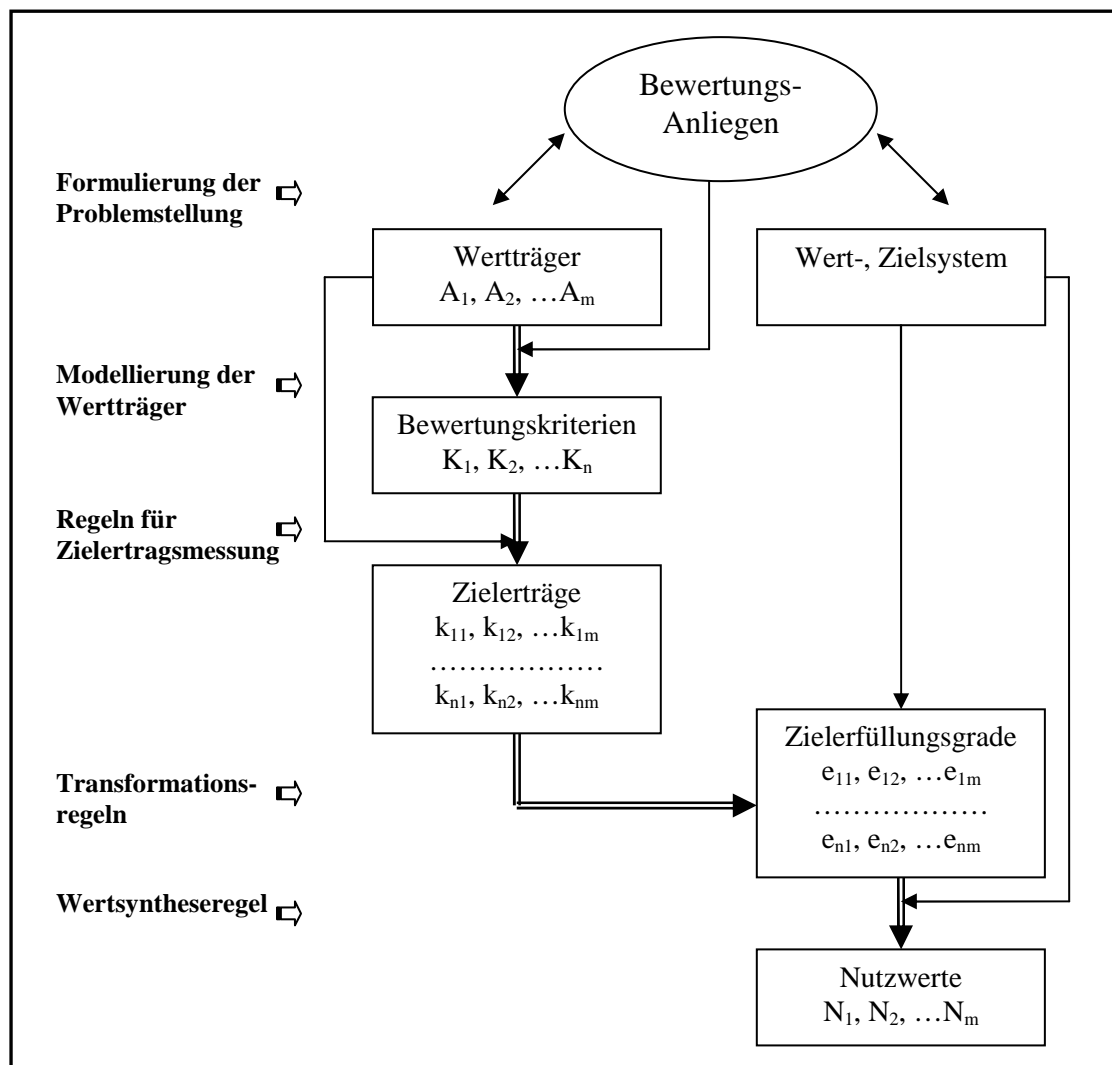 Bewertungs-
Anliegen
Formulierung der
Problemstellung
Wertträger
A₁, A₂, …Aₘ
Wert-, Zielsystem
Modellierung der
Wertträger
Bewertungskriterien
K₁, K₂, …Kₙ
Regeln für
Zielertragsmessung
Zielerträge
k₁₁, k₁₂, …k₁ₘ
………………
kₙ₁, kₙ₂, …kₙₘ
Zielerfüllungsgrade
e₁₁, e₁₂, …e₁ₘ
………………
eₙ₁, eₙ₂, …eₙₘ
Transformations-
regeln
Wertsyntheseregel
Nutzwerte
N₁, N₂, …Nₘ